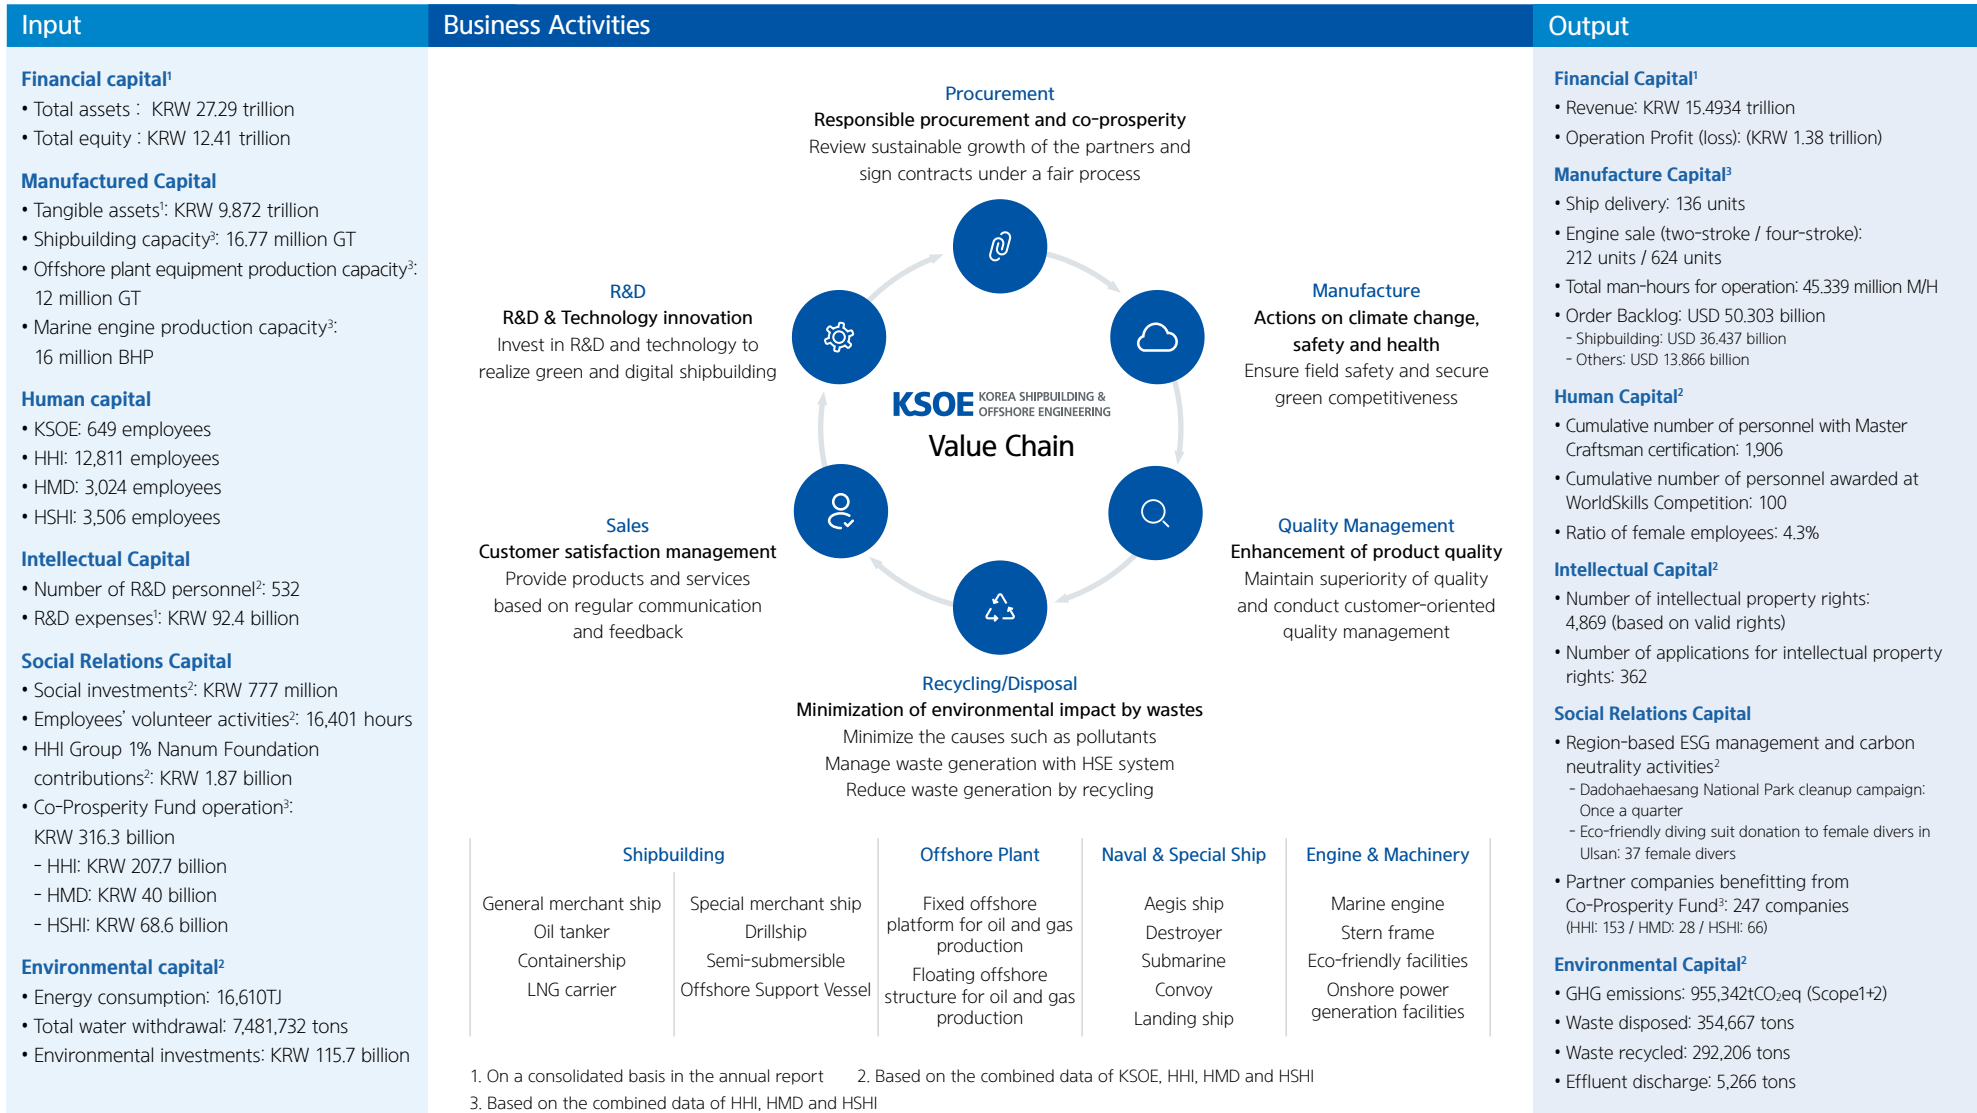 Input
Financial capital¹
• Total assets : KRW 27.29 trillion
• Total equity : KRW 12.41 trillion
Manufactured Capital
• Tangible assets¹: KRW 9.872 trillion
• Shipbuilding capacity³: 16.77 million GT
• Offshore plant equipment production capacity³:
12 million GT
• Marine engine production capacity³:
16 million BHP
Human capital
• KSOE: 649 employees
• HHI: 12,811 employees
• HMD: 3,024 employees
• HSHI: 3,506 employees
Intellectual Capital
• Number of R&D personnel²: 532
• R&D expenses¹: KRW 92.4 billion
Social Relations Capital
• Social investments²: KRW 777 million
• Employees' volunteer activities²: 16,401 hours
• HHI Group 1% Nanum Foundation
contributions²: KRW 1.87 billion
• Co-Prosperity Fund operation³:
KRW 316.3 billion
- HHI: KRW 207.7 billion
- HMD: KRW 40 billion
- HSHI: KRW 68.6 billion
Environmental capital²
• Energy consumption: 16,610TJ
• Total water withdrawal: 7,481,732 tons
• Environmental investments: KRW 115.7 billion
Business Activities
Procurement
Responsible procurement and co-prosperity
Review sustainable growth of the partners and
sign contracts under a fair process
R&D
R&D & Technology innovation
Invest in R&D and technology to
realize green and digital shipbuilding
Manufacture
Actions on climate change,
safety and health
Ensure field safety and secure
green competitiveness
KSOE KOREA SHIPBUILDING &
OFFSHORE ENGINEERING
Value Chain
Sales
Customer satisfaction management
Provide products and services
based on regular communication
and feedback
Quality Management
Enhancement of product quality
Maintain superiority of quality
and conduct customer-oriented
quality management
Recycling/Disposal
Minimization of environmental impact by wastes
Minimize the causes such as pollutants
Manage waste generation with HSE system
Reduce waste generation by recycling
Shipbuilding
General merchant ship
Oil tanker
Containership
LNG carrier
Special merchant ship
Drillship
Semi-submersible
Offshore Support Vessel
Offshore Plant
Fixed offshore
platform for oil and gas
production
Floating offshore
structure for oil and gas
production
Naval & Special Ship
Aegis ship
Destroyer
Submarine
Convoy
Landing ship
Engine & Machinery
Marine engine
Stern frame
Eco-friendly facilities
Onshore power
generation facilities
1. On a consolidated basis in the annual report 2. Based on the combined data of KSOE, HHI, HMD and HSHI
3. Based on the combined data of HHI, HMD and HSHI
Output
Financial Capital¹
• Revenue: KRW 15.4934 trillion
• Operation Profit (loss): (KRW 1.38 trillion)
Manufacture Capital³
• Ship delivery: 136 units
• Engine sale (two-stroke / four-stroke):
212 units / 624 units
• Total man-hours for operation: 45.339 million M/H
• Order Backlog: USD 50.303 billion
- Shipbuilding: USD 36.437 billion
- Others: USD 13.866 billion
Human Capital²
• Cumulative number of personnel with Master
Craftsman certification: 1,906
• Cumulative number of personnel awarded at
WorldSkills Competition: 100
• Ratio of female employees: 4.3%
Intellectual Capital²
• Number of intellectual property rights:
4,869 (based on valid rights)
• Number of applications for intellectual property
rights: 362
Social Relations Capital
• Region-based ESG management and carbon
neutrality activities²
- Dadohaehaesang National Park cleanup campaign:
Once a quarter
- Eco-friendly diving suit donation to female divers in
Ulsan: 37 female divers
• Partner companies benefitting from
Co-Prosperity Fund³: 247 companies
(HHI: 153 / HMD: 28 / HSHI: 66)
Environmental Capital²
• GHG emissions: 955,342tCO₂eq (Scope1+2)
• Waste disposed: 354,667 tons
• Waste recycled: 292,206 tons
• Effluent discharge: 5,266 tons